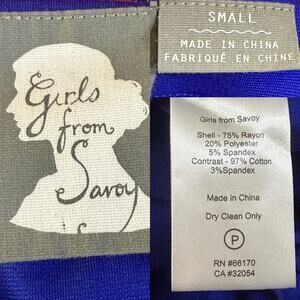 Girls
from
Savoy
SMALL
MADE IN CHINA
FABRIQUÉ EN CHINE
Girls from Savoy
Shell - 75% Rayon
20% Polyester
5% Spandex
Contrast - 97% Cotton
3%Spandex
Made in China
Dry Clean Only
P
RN #66170
CA #32054